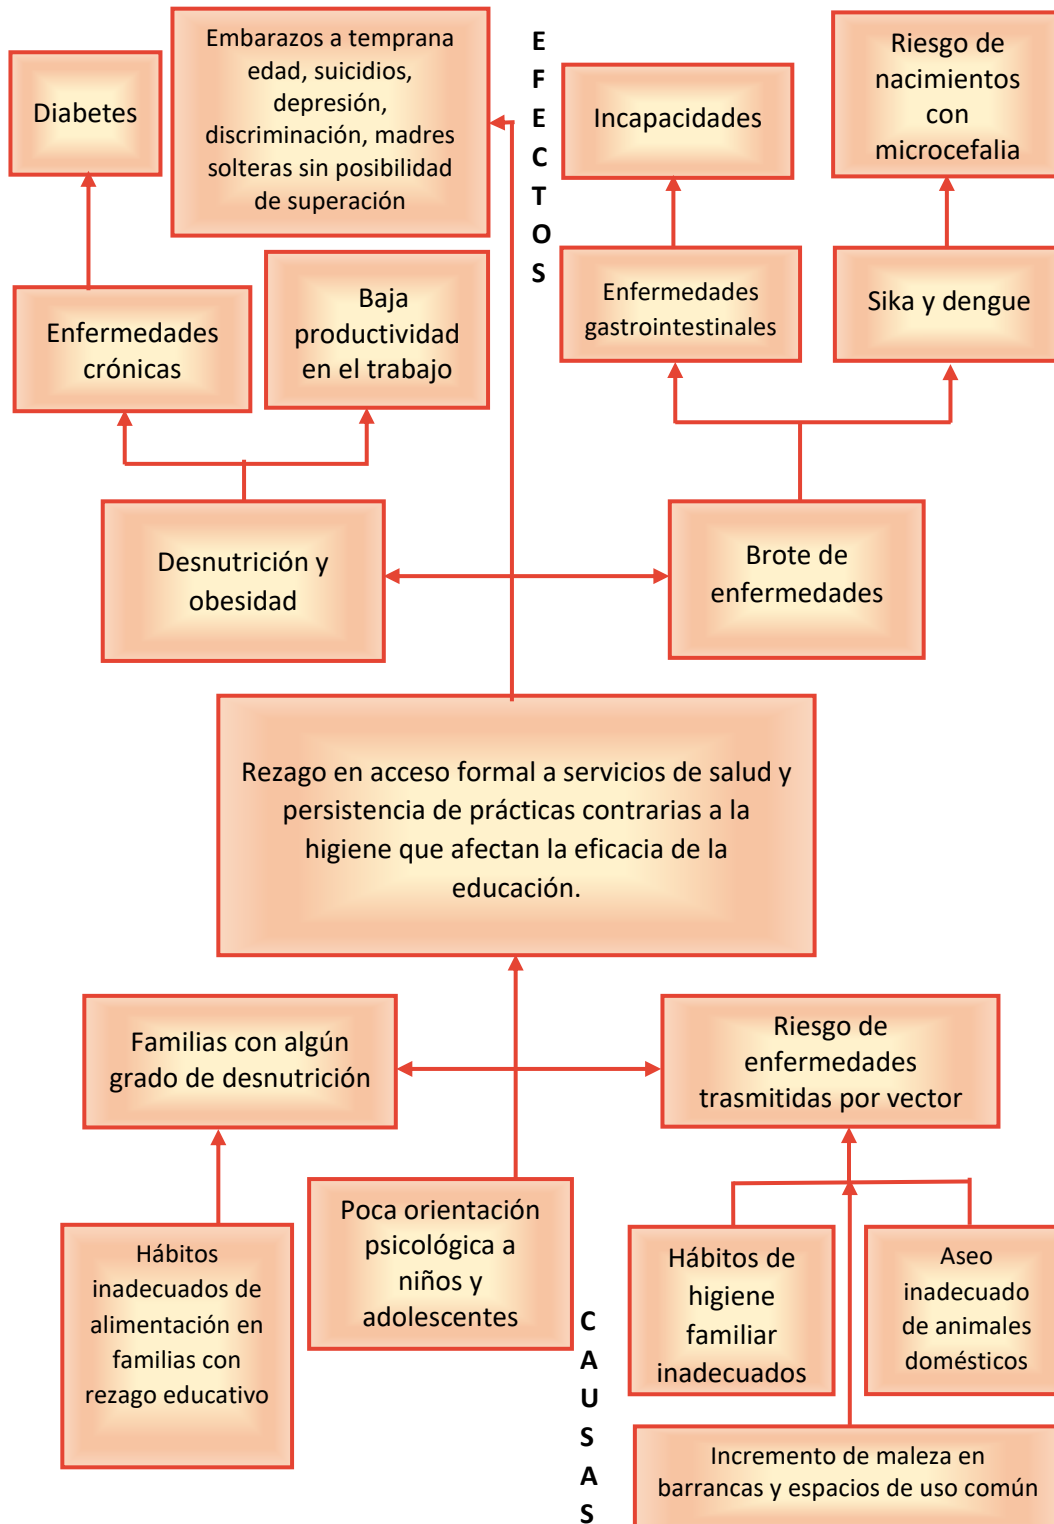 Embarazos a temprana
edad, suicidios,
depresión,
discriminación, madres
solteras sin posibilidad
de superación
Diabetes
E
F
E
C
T
O
S
Incapacidades
Riesgo de
nacimientos
con
microcefalia
Enfermedades
crónicas
Baja
productividad
en el trabajo
Enfermedades
gastrointestinales
Sika y dengue
Desnutrición y
obesidad
Brote de
enfermedades
Rezago en acceso formal a servicios de salud y
persistencia de prácticas contrarias a la
higiene que afectan la eficacia de la
educación.
Familias con algún
grado de desnutrición
Riesgo de
enfermedades
trasmitidas por vector
Hábitos
inadecuados de
alimentación en
familias con
rezago educativo
Poca orientación
psicológica a
niños y
adolescentes
C
A
U
S
A
S
Hábitos de
higiene
familiar
inadecuados
Aseo
inadecuado
de animales
domésticos
Incremento de maleza en
barrancas y espacios de uso común